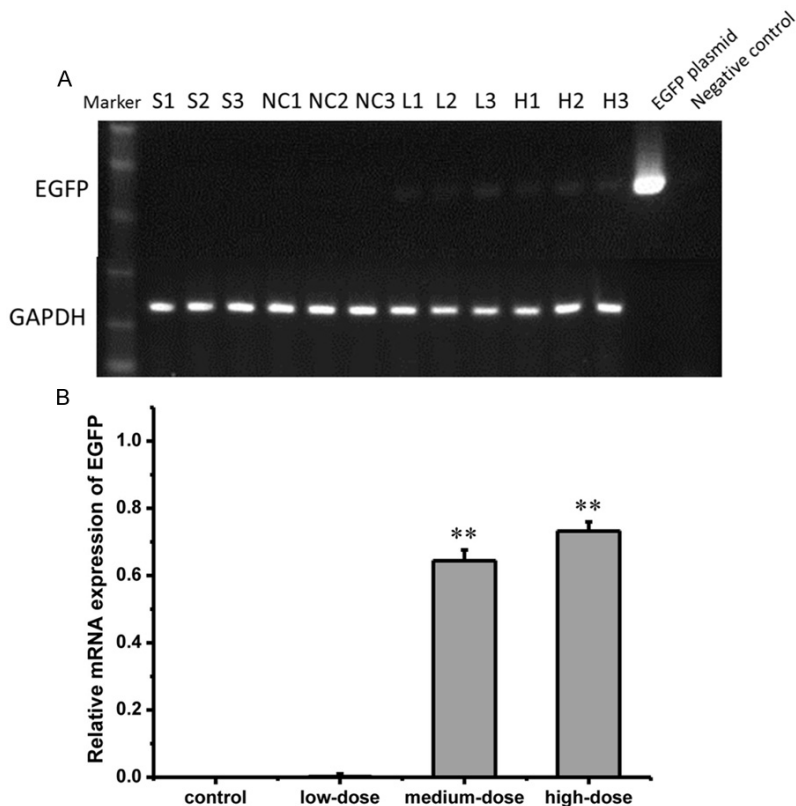 A
Marker S1 S2 S3 NC1 NC2 NC3 L1 L2 L3 H1 H2 H3 EGFP plasmid Negative control
EGFP
GAPDH
B
Relative mRNA expression of EGFP
1.0
0.8
0.6
0.4
0.2
0.0
** **
control low-dose medium-dose high-dose